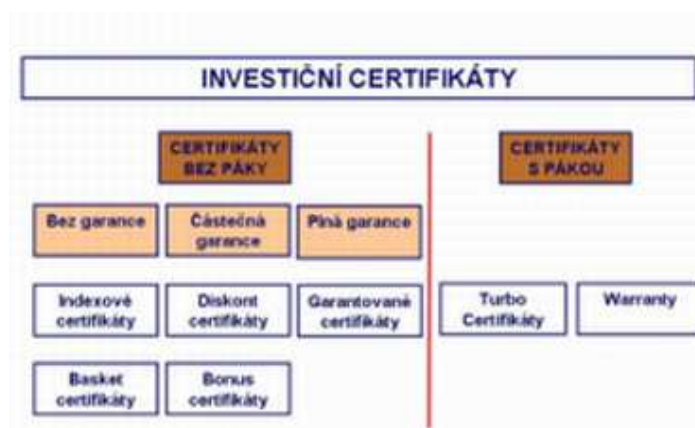 INVESTIČNÍ CERTIFIKÁTY
CERTIFIKÁTY
BEZ PÁKY
CERTIFIKÁTY
S PÁKOU
Bez garance
Částečná
garance
Plná garance
Indexové
certifikáty
Diskont
certifikáty
Garantované
certifikáty
Turbo
Certifikáty
Warranty
Basket
certifikáty
Bonus
certifikáty